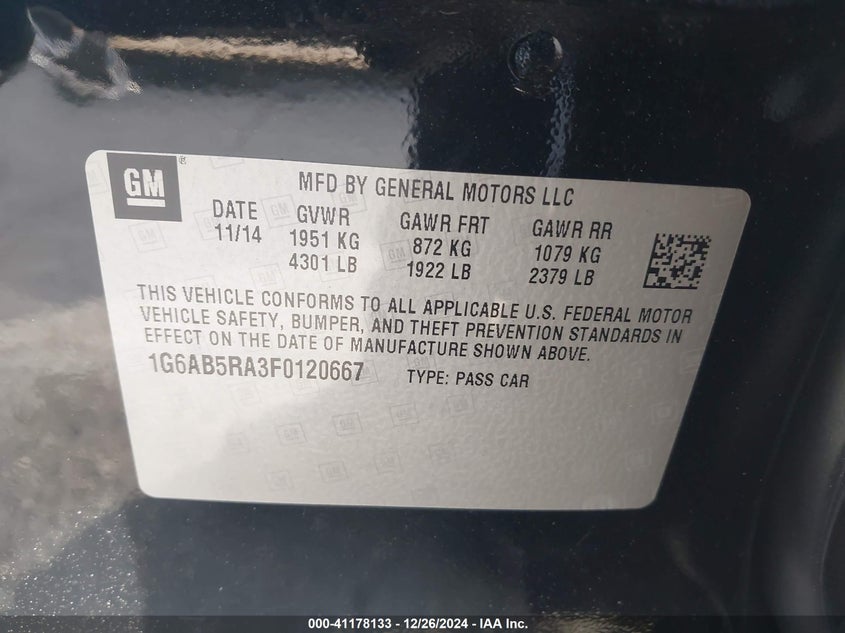 GM ®
MFD BY GENERAL MOTORS LLC
DATE GVWR GAWR FRT GAWR RR
11/14 1951 KG 872 KG 1079 KG
4301 LB 1922 LB 2379 LB
THIS VEHICLE CONFORMS TO ALL APPLICABLE U.S. FEDERAL MOTOR
VEHICLE SAFETY, BUMPER, AND THEFT PREVENTION STANDARDS IN
EFFECT ON THE DATE OF MANUFACTURE SHOWN ABOVE.
1G6AB5RA3F0120667 TYPE: PASS CAR
000-41178133 - 12/26/2024 - IAA Inc.